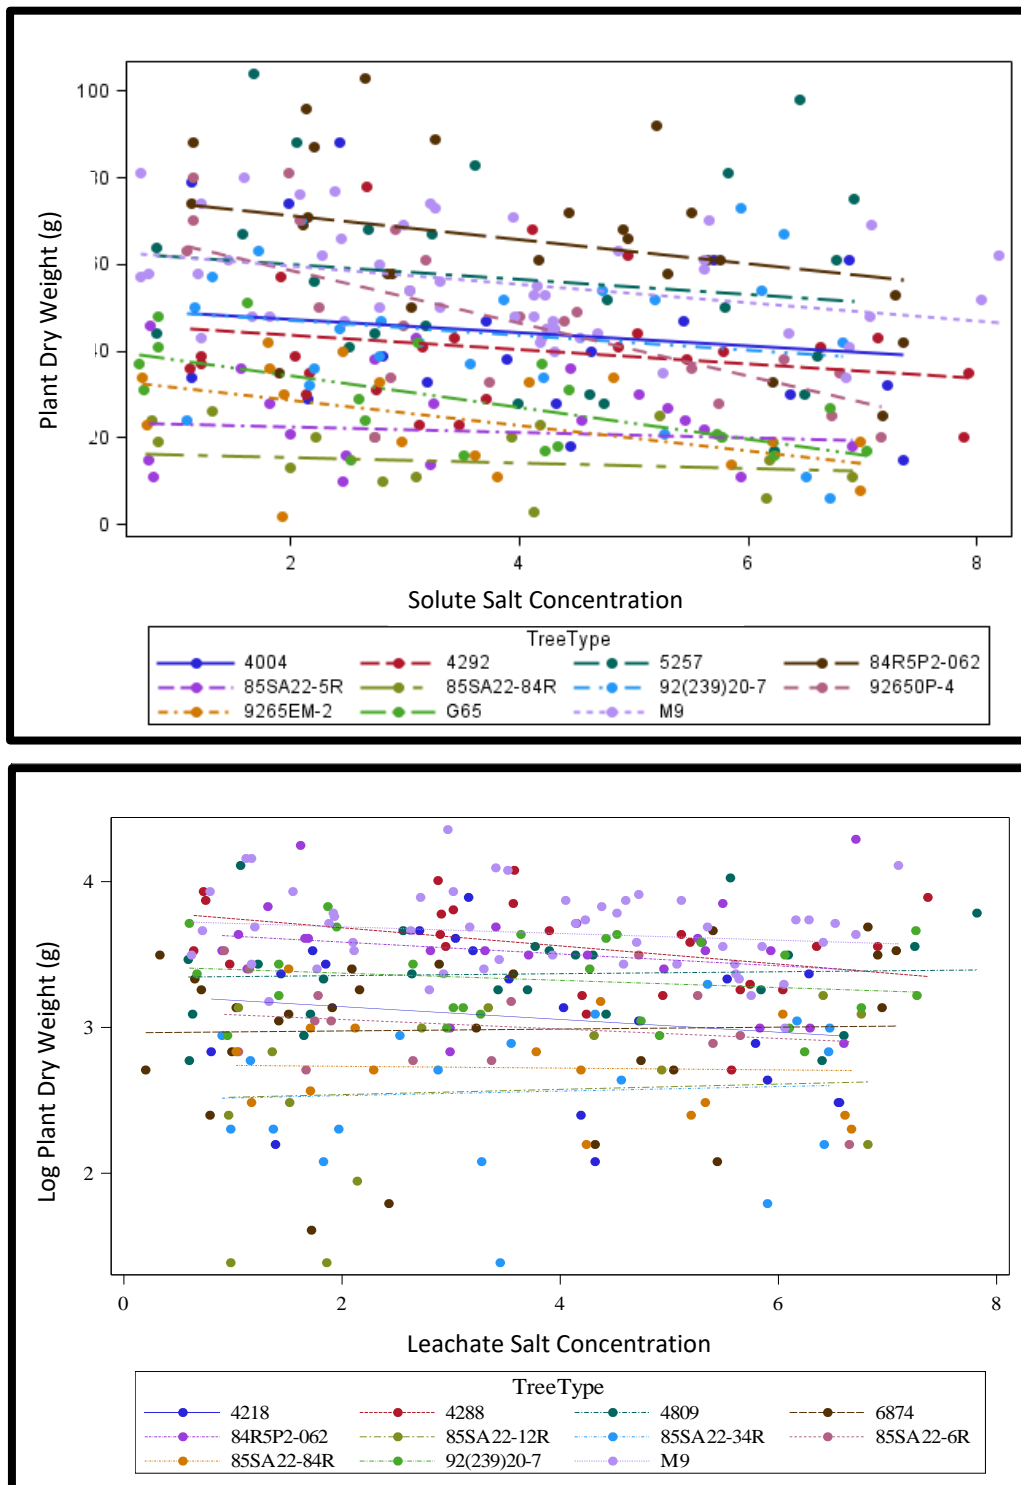 100
80
60
40
20
0
Plant Dry Weight (g)
2 4 6 8
Solute Salt Concentration
TreeType
4004 4292 5257 84R5P2-062
85SA22-5R 85SA22-84R 92(239)20-7 92650P-4
9265EM-2 G65 M9
4
3
2
Log Plant Dry Weight (g)
0 2 4 6 8
Leachate Salt Concentration
TreeType
4218 4288 4809 6874
84R5P2-062 85SA22-12R 85SA22-34R 85SA22-6R
85SA22-84R 92(239)20-7 M9